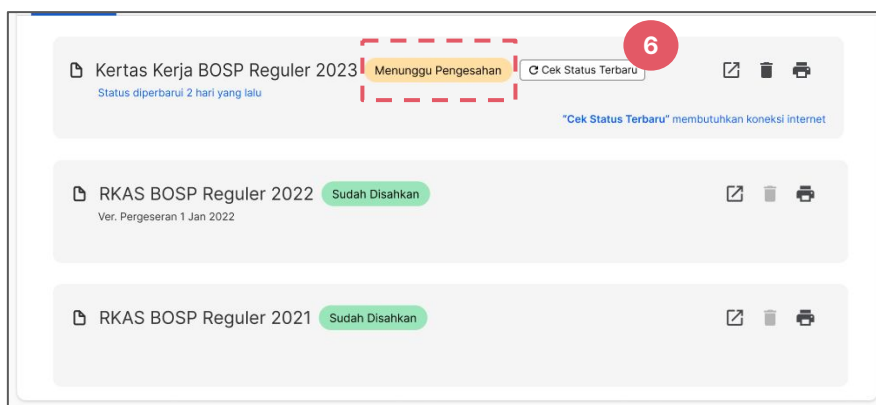 6
Kertas Kerja BOSP Reguler 2023 Menunggu Pengesahan Cek Status Terbaru
Status diperbarui 2 hari yang lalu
"Cek Status Terbaru" membutuhkan koneksi internet
RKAS BOSP Reguler 2022 Sudah Disahkan
Ver. Pergeseran 1 Jan 2022
RKAS BOSP Reguler 2021 Sudah Disahkan